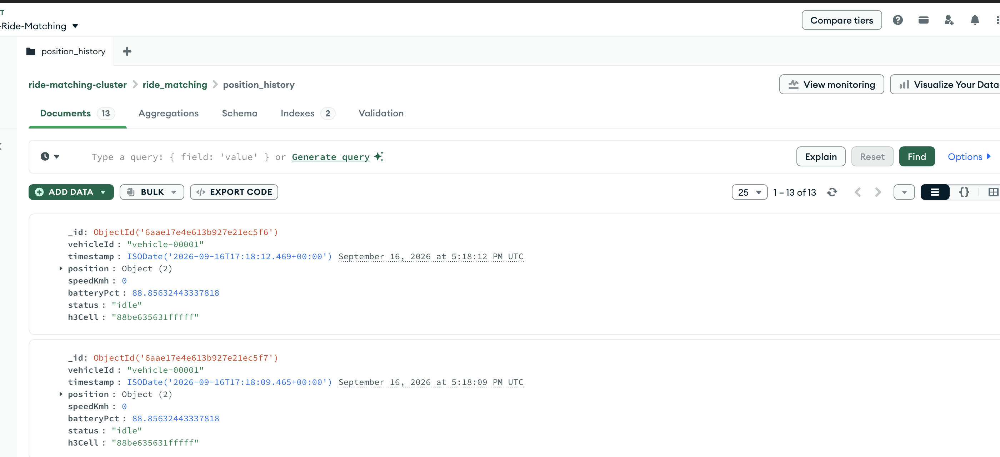 T
-Ride-Matching
Compare tiers
position_history
ride-matching-cluster > ride_matching > position_history
View monitoring
Visualize Your Data
Documents 13 Aggregations Schema Indexes 2 Validation
Type a query: { field: 'value' } or Generate query
Explain Reset Find Options
ADD DATA BULK EXPORT CODE
25 1 – 13 of 13
_id: ObjectId('6aae17e4e613b927e21ec5f6')
vehicleId : "vehicle-00001"
timestamp : ISODate('2026-09-16T17:18:12.469+00:00') September 16, 2026 at 5:18:12 PM UTC
position : Object (2)
speedKmh : 0
batteryPct : 88.85632443337818
status : "idle"
h3Cell : "88be635631fffff"
_id: ObjectId('6aae17e4e613b927e21ec5f7')
vehicleId : "vehicle-00001"
timestamp : ISODate('2026-09-16T17:18:09.465+00:00') September 16, 2026 at 5:18:09 PM UTC
position : Object (2)
speedKmh : 0
batteryPct : 88.85632443337818
status : "idle"
h3Cell : "88be635631fffff"